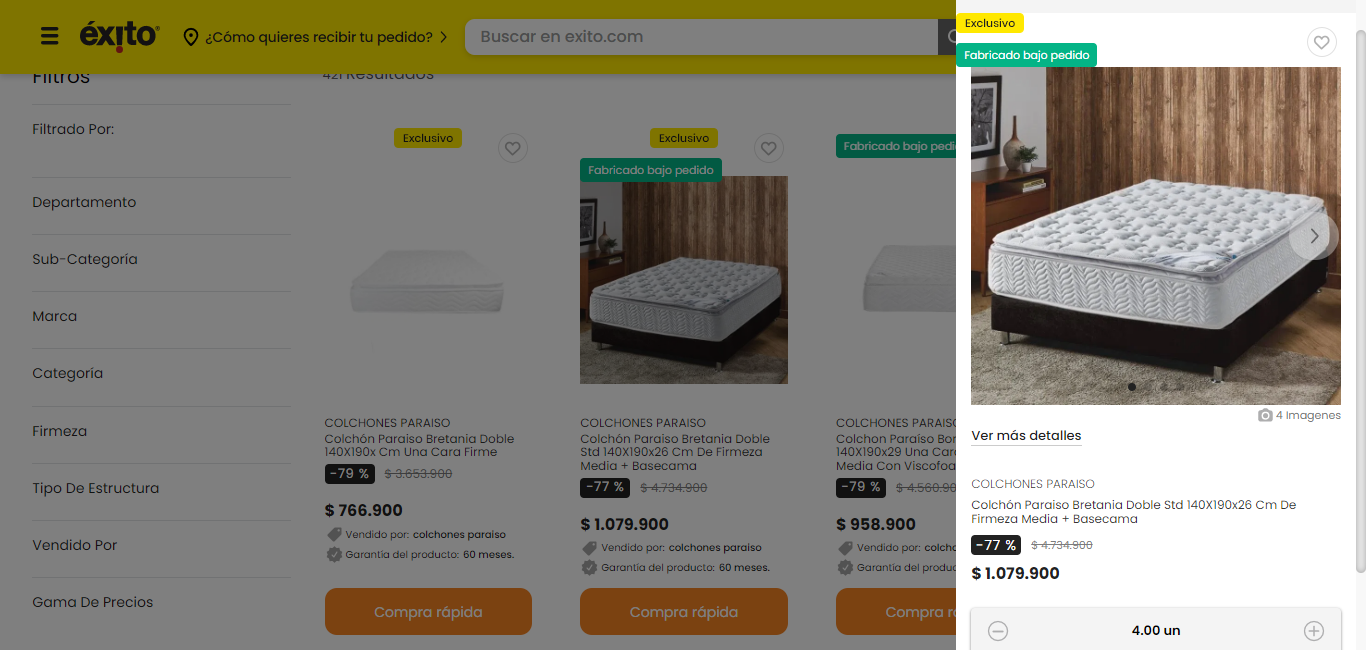 éxito
¿Cómo quieres recibir tu pedido?
Buscar en exito.com
Filtros
421 Resultados
Filtrado Por:
Departamento
Sub-Categoría
Marca
Categoría
Firmeza
Tipo De Estructura
Vendido Por
Gama De Precios
Exclusivo
COLCHONES PARAISO
Colchón Paraiso Bretania Doble
140X190x Cm Una Cara Firme
-79 % $ 3.653.900
$ 766.900
Vendido por: colchones paraiso
Garantía del producto: 60 meses.
Compra rápida
Exclusivo
Fabricado bajo pedido
COLCHONES PARAISO
Colchón Paraiso Bretania Doble
Std 140X190x26 Cm De Firmeza
Media + Basecama
-77 % $ 4.734.900
$ 1.079.900
Vendido por: colchones paraiso
Garantía del producto: 60 meses.
Compra rápida
Fabricado bajo pedi
COLCHONES PARAISO
Colchon Paraiso Bor
140X190x29 Una Cara
Media Con Viscofoa
-79 % $ 4.560.90
$ 958.900
Vendido por: colcho
Garantía del produc
Compra r
Exclusivo
Fabricado bajo pedido
4 Imagenes
Ver más detalles
COLCHONES PARAISO
Colchón Paraiso Bretania Doble Std 140X190x26 Cm De
Firmeza Media + Basecama
-77 % $ 4.734.900
$ 1.079.900
4.00 un